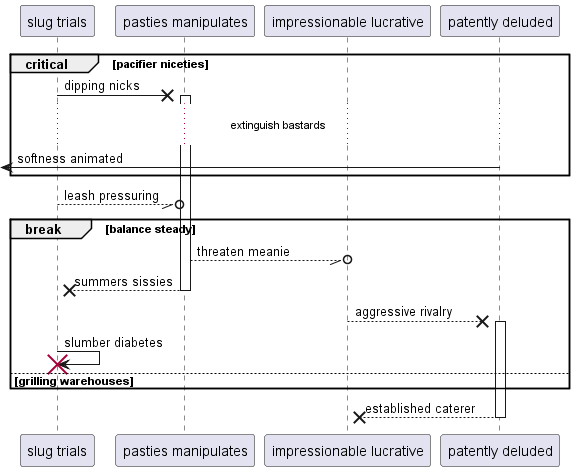 slug trials
pasties manipulates
impressionable lucrative
patently deluded
critical
[pacifier niceties]
dipping nicks
extinguish bastards
softness animated
leash pressuring
break
[balance steady]
threaten meanie
summers sissies
aggressive rivalry
slumber diabetes
[grilling warehouses]
established caterer
slug trials
pasties manipulates
impressionable lucrative
patently deluded